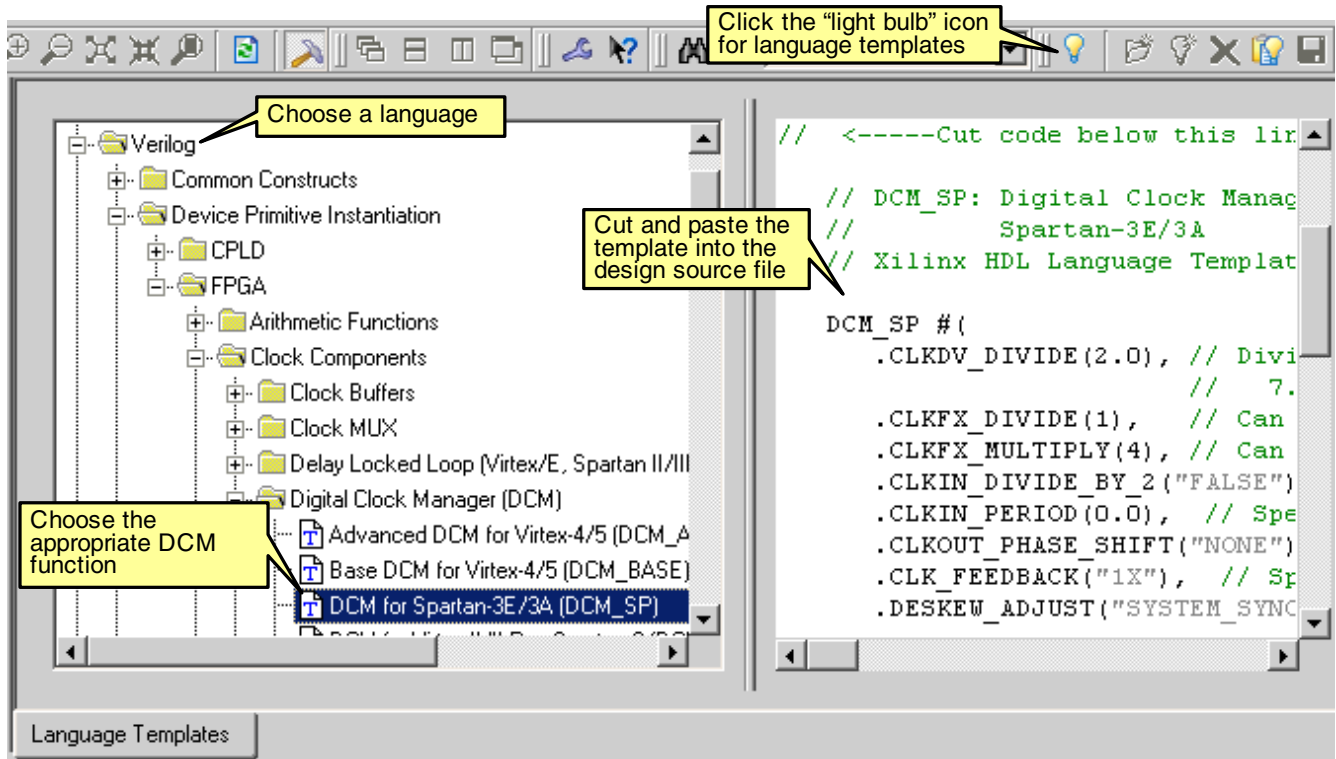 Click the “light bulb” icon
for language templates
Choose a language
Verilog
Common Constructs
Device Primitive Instantiation
CPLD
FPGA
Arithmetic Functions
Clock Components
Clock Buffers
Clock MUX
Delay Locked Loop (Virtex/E, Spartan II/III
Digital Clock Manager (DCM)
Advanced DCM for Virtex-4/5 (DCM_A
Base DCM for Virtex-4/5 (DCM_BASE)
DCM for Spartan-3E/3A (DCM_SP)
Choose the
appropriate DCM
function
Cut and paste the
template into the
design source file
// <-----Cut code below this lin
// DCM_SP: Digital Clock Manag
// Spartan-3E/3A
// Xilinx HDL Language Templat
DCM_SP #(
.CLKDV_DIVIDE(2.0), // Divi
// 7.
.CLKFX_DIVIDE(1), // Can
.CLKFX_MULTIPLY(4), // Can
.CLKIN_DIVIDE_BY_2("FALSE")
.CLKIN_PERIOD(0.0), // Spe
.CLKOUT_PHASE_SHIFT("NONE")
.CLK_FEEDBACK("1X"), // Sp
.DESKEW_ADJUST("SYSTEM_SYNC
Language Templates